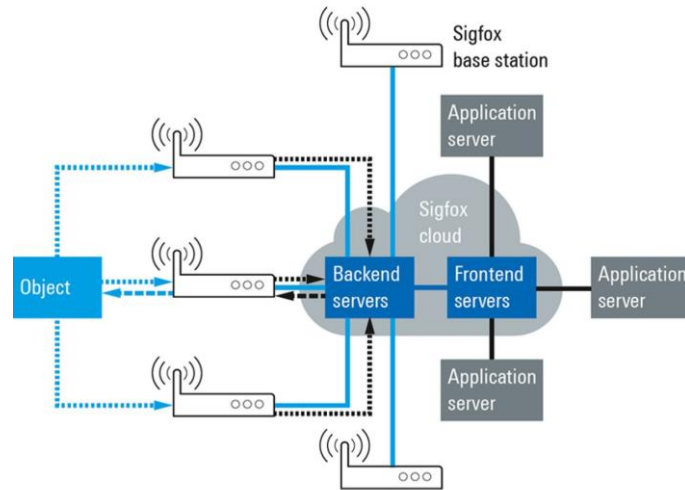 Sigfox
base station
Application
server
Sigfox
cloud
Object
Backend
servers
Frontend
servers
Application
server
Application
server